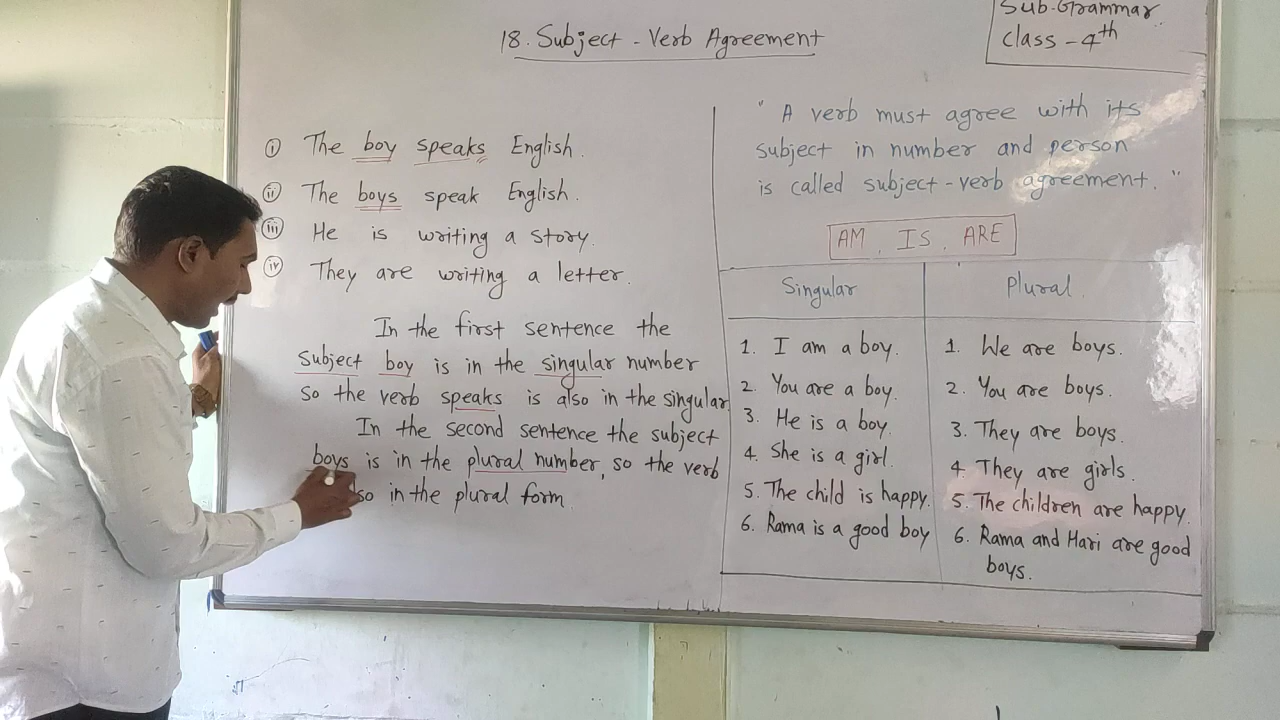 Sub. Grammar
Class - 4th
18. Subject - Verb Agreement
(i) The boy speaks English.
(ii) The boys speak English.
(iii) He is writing a story.
(iv) They are writing a letter.
In the first sentence the
Subject boy is in the singular number
so the verb speaks is also in the singular
In the second sentence the subject
boys is in the plural number, so the verb
so in the plural form.
" A verb must agree with its
subject in number and person
is called subject-verb agreement. "
AM, IS, ARE
Singular
1. I am a boy.
2. You are a boy.
3. He is a boy.
4. She is a girl.
5. The child is happy.
6. Rama is a good boy
Plural
1. We are boys.
2. You are boys.
3. They are boys.
4. They are girls.
5. The children are happy.
6. Rama and Hari are good
boys.